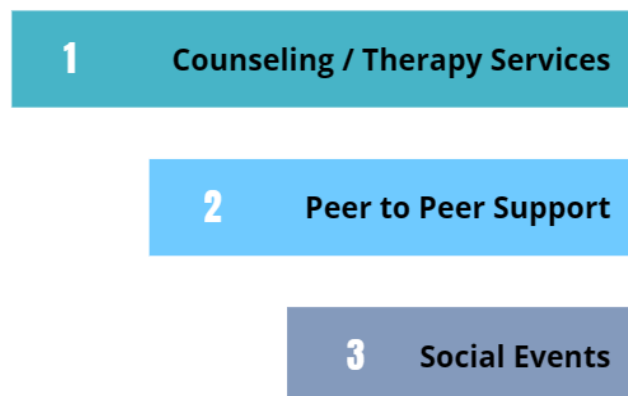 1 Counseling / Therapy Services
2 Peer to Peer Support
3 Social Events